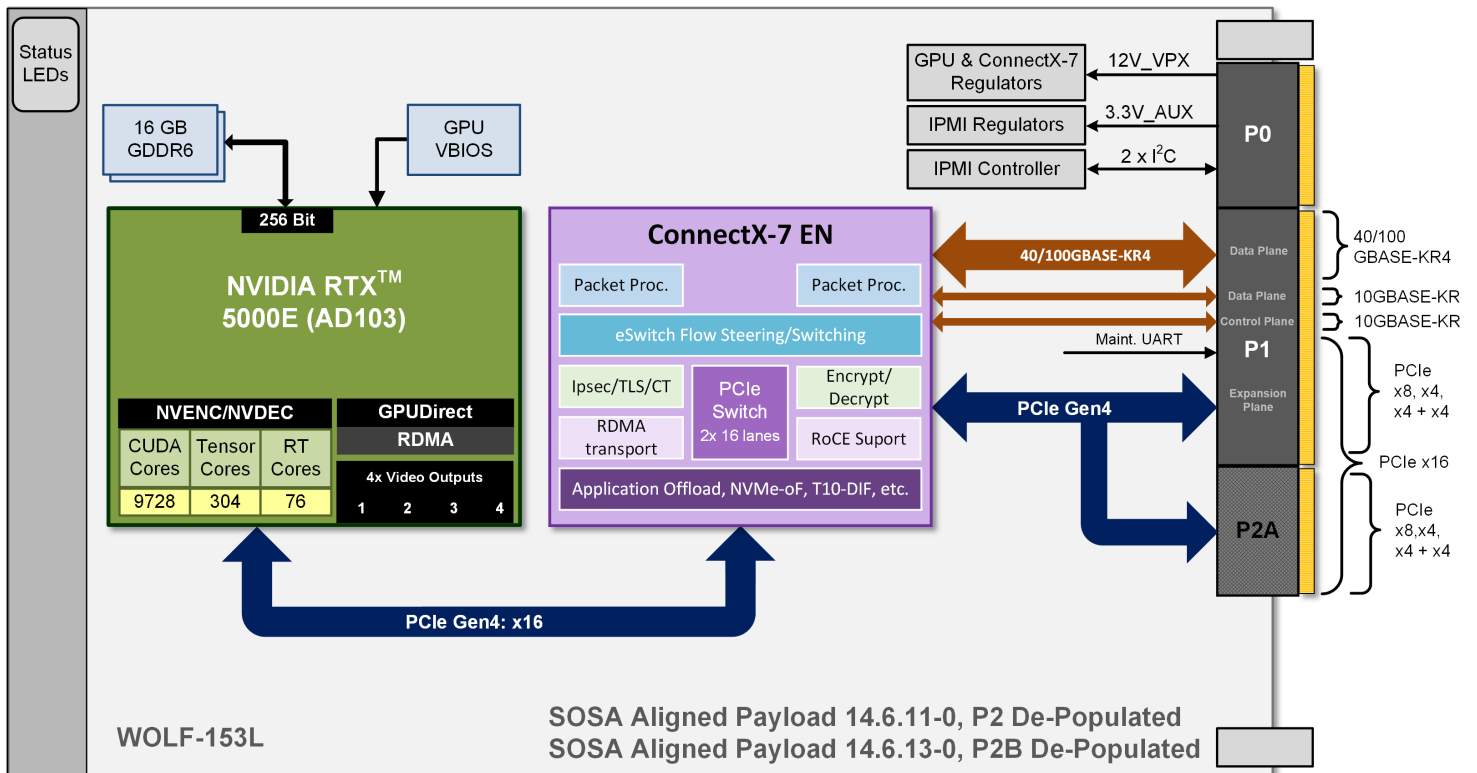 Status
LEDs
16 GB
GDDR6
GPU
VBIOS
GPU & ConnectX-7
Regulators
12V_VPX
IPMI Regulators
3.3V_AUX
IPMI Controller
2 x I²C
P0
256 Bit
NVIDIA RTX™
5000E (AD103)
NVENC/NVDEC
CUDA
Cores
Tensor
Cores
RT
Cores
9728
304
76
GPUDirect
RDMA
4x Video Outputs
1 2 3 4
ConnectX-7 EN
Packet Proc.
Packet Proc.
eSwitch Flow Steering/Switching
Ipsec/TLS/CT
PCIe
Switch
2x 16 lanes
Encrypt/
Decrypt
RDMA
transport
RoCE Suport
Application Offload, NVMe-oF, T10-DIF, etc.
40/100GBASE-KR4
Data Plane
40/100
GBASE-KR4
Data Plane
10GBASE-KR
Control Plane
10GBASE-KR
Maint. UART
P1
PCIe Gen4
Expansion
Plane
PCIe
x8, x4,
x4 + x4
PCIe x16
P2A
PCIe
x8,x4,
x4 + x4
PCIe Gen4: x16
WOLF-153L
SOSA Aligned Payload 14.6.11-0, P2 De-Populated
SOSA Aligned Payload 14.6.13-0, P2B De-Populated